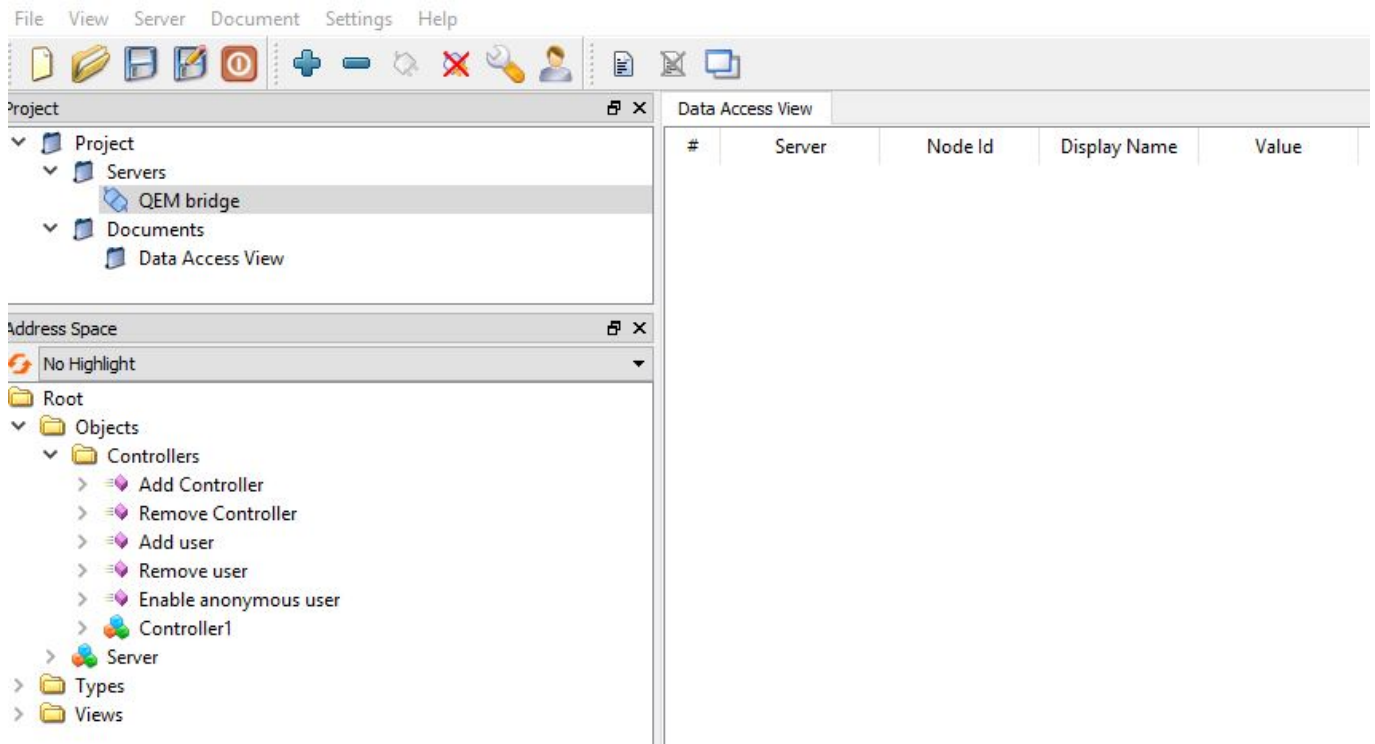 File View Server Document Settings Help
Project
Project
Servers
QEM bridge
Documents
Data Access View
Address Space
No Highlight
Root
Objects
Controllers
Add Controller
Remove Controller
Add user
Remove user
Enable anonymous user
Controller1
Server
Types
Views
Data Access View
# Server Node Id Display Name Value